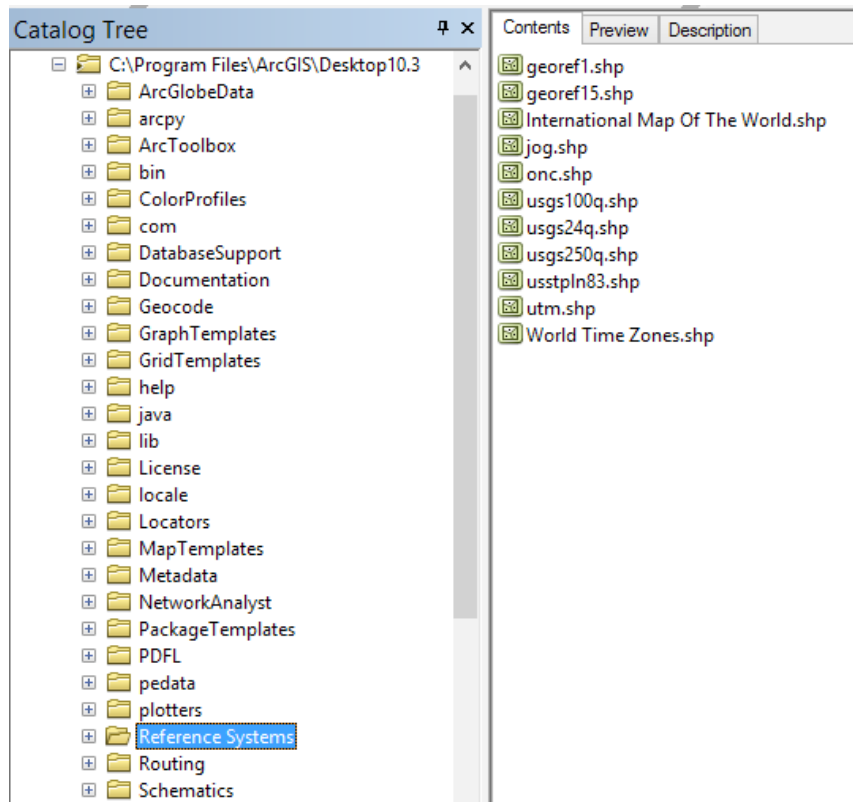 Catalog Tree
C:\Program Files\ArcGIS\Desktop10.3
ArcGlobeData
arcpy
ArcToolbox
bin
ColorProfiles
com
DatabaseSupport
Documentation
Geocode
GraphTemplates
GridTemplates
help
java
lib
License
locale
Locators
MapTemplates
Metadata
NetworkAnalyst
PackageTemplates
PDFL
pedata
plotters
Reference Systems
Routing
Schematics
Contents Preview Description
georef1.shp
georef15.shp
International Map Of The World.shp
jog.shp
onc.shp
usgs100q.shp
usgs24q.shp
usgs250q.shp
usstpln83.shp
utm.shp
World Time Zones.shp